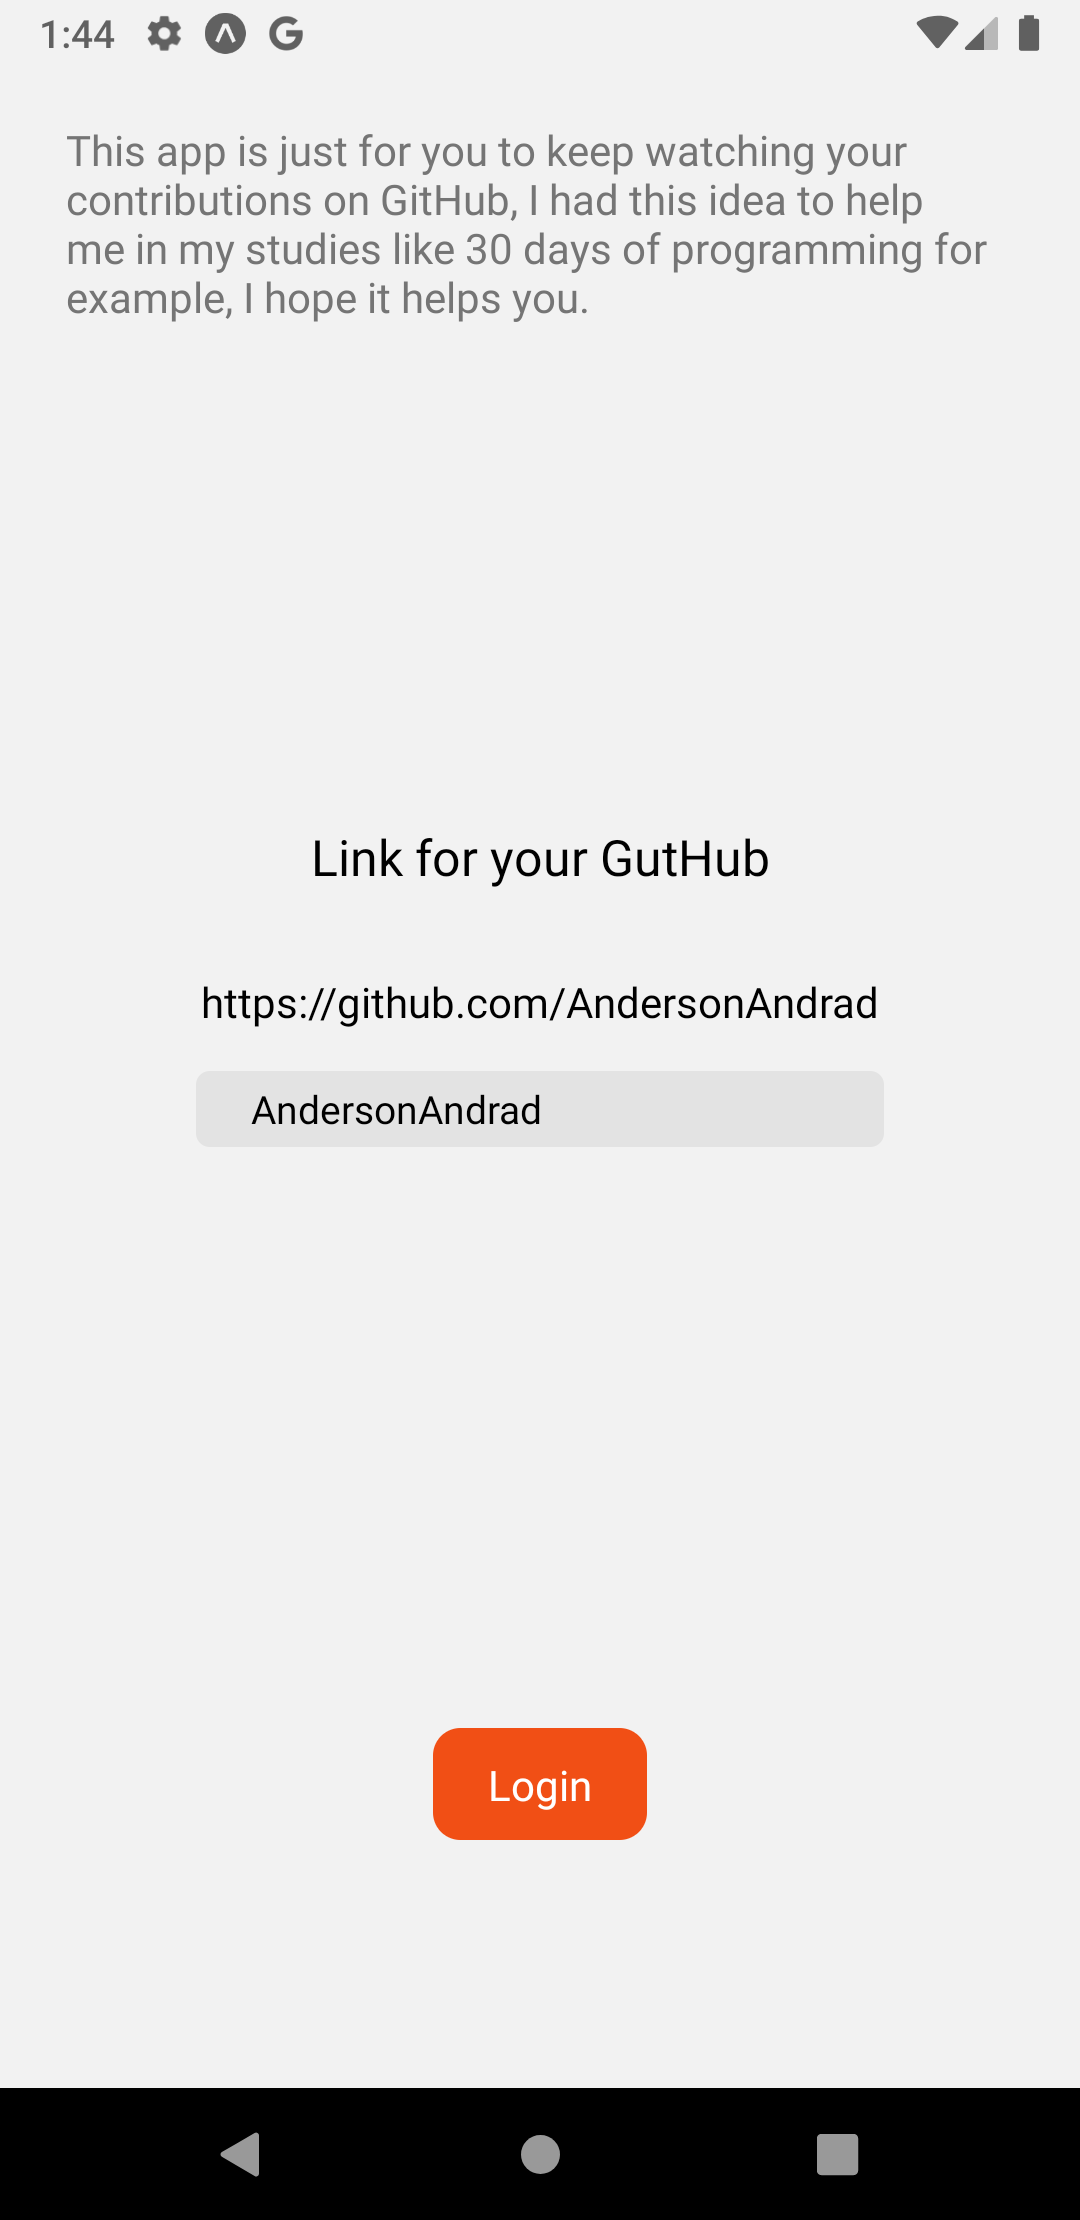 1:44
This app is just for you to keep watching your
contributions on GitHub, I had this idea to help
me in my studies like 30 days of programming for
example, I hope it helps you.
Link for your GutHub
https://github.com/AndersonAndrad
AndersonAndrad
Login